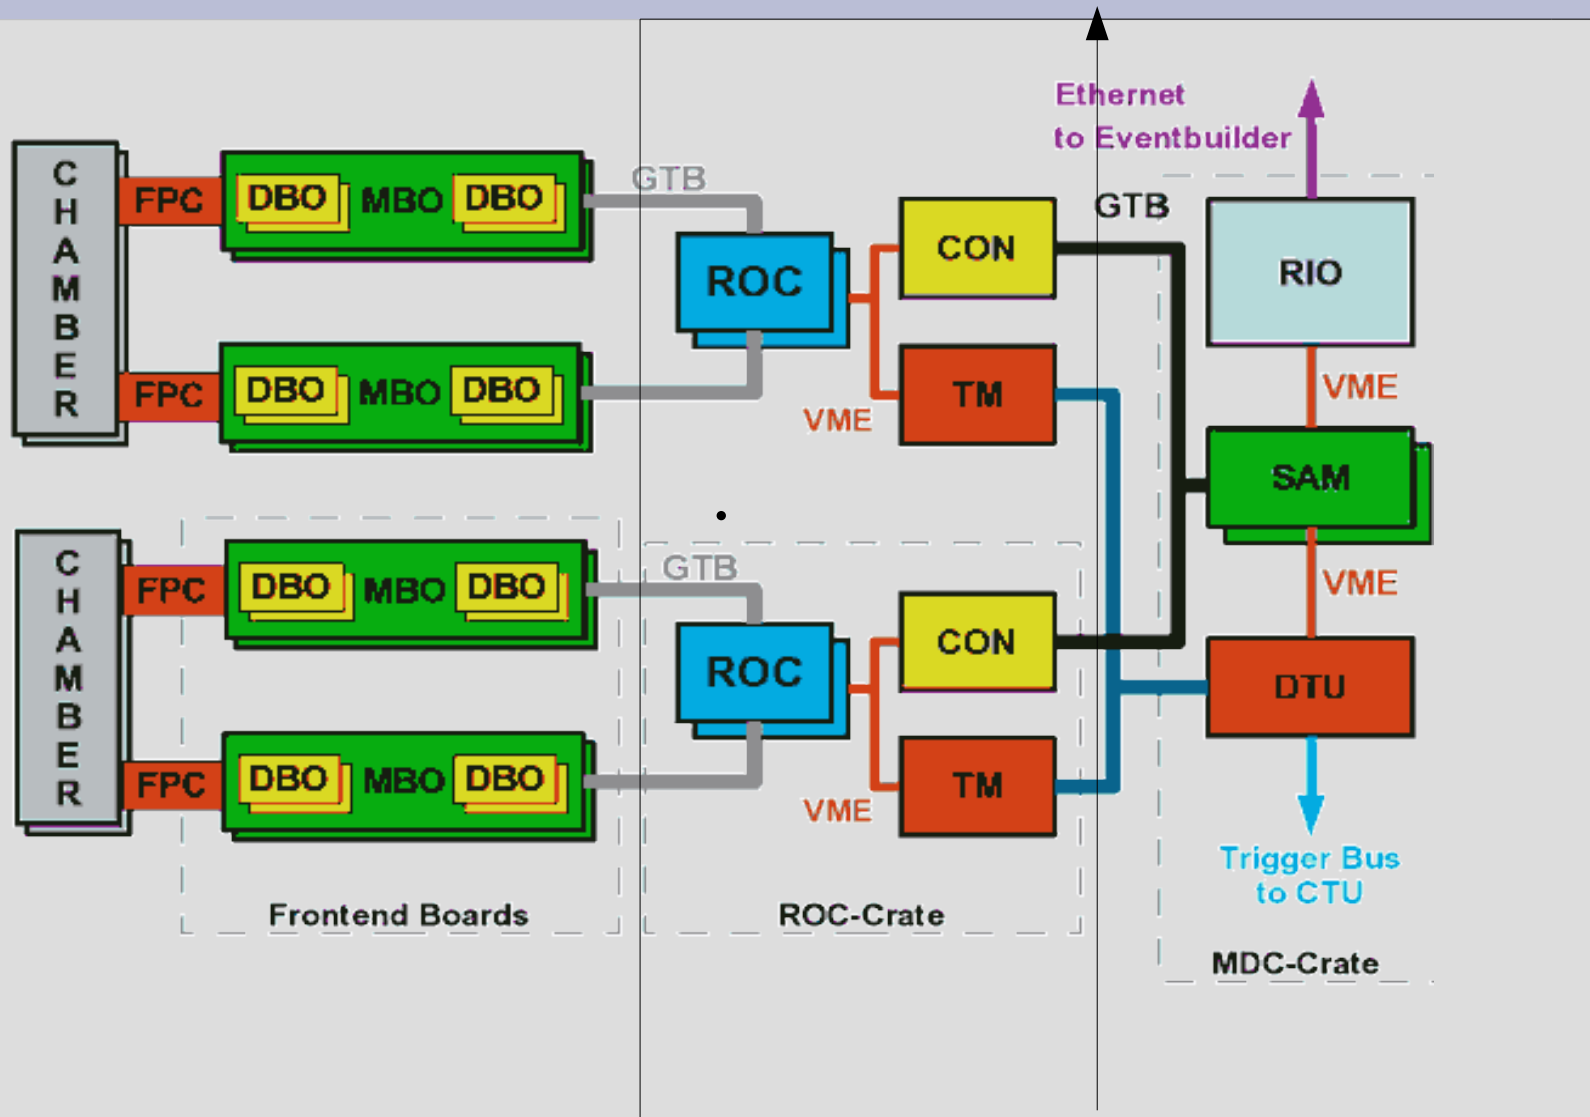 Ethernet
to Eventbuilder
CHAMBER
FPC
DBO MBO DBO
GTB
ROC
CON
GTB
RIO
FPC
DBO MBO DBO
VME
TM
VME
SAM
CHAMBER
FPC
DBO MBO DBO
GTB
ROC
CON
VME
DTU
FPC
DBO MBO DBO
VME
TM
Trigger Bus
to CTU
Frontend Boards
ROC-Crate
MDC-Crate